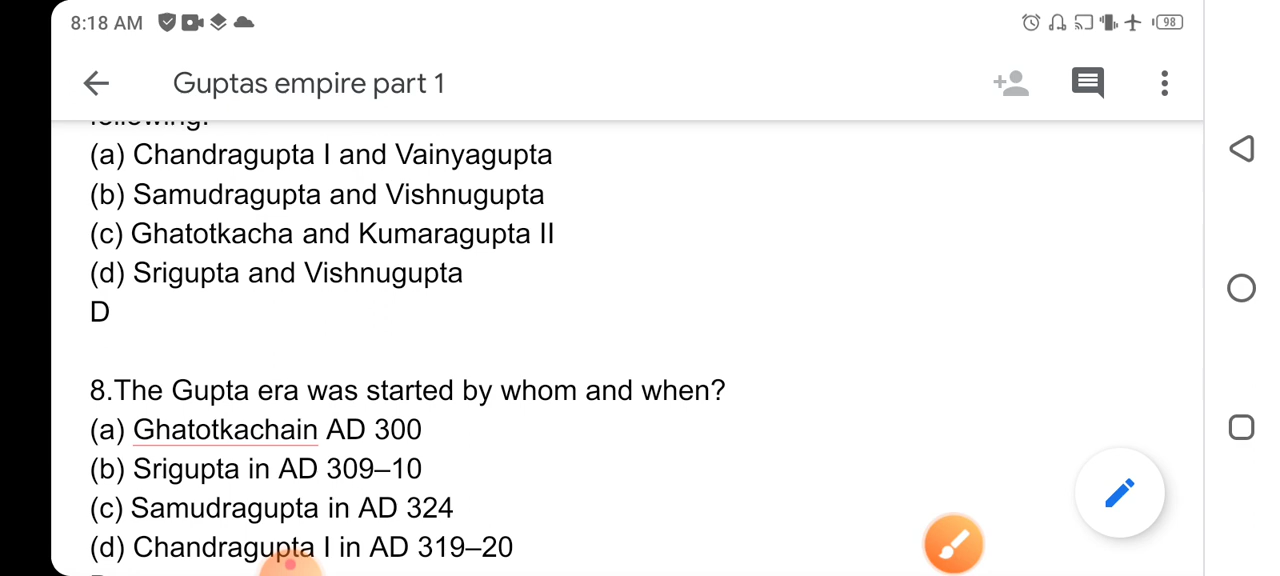 8:18 AM
98
Guptas empire part 1
following:
(a) Chandragupta I and Vainyagupta
(b) Samudragupta and Vishnugupta
(c) Ghatotkacha and Kumaragupta II
(d) Srigupta and Vishnugupta
D
8.The Gupta era was started by whom and when?
(a) Ghatotkachain AD 300
(b) Srigupta in AD 309–10
(c) Samudragupta in AD 324
(d) Chandragupta I in AD 319–20